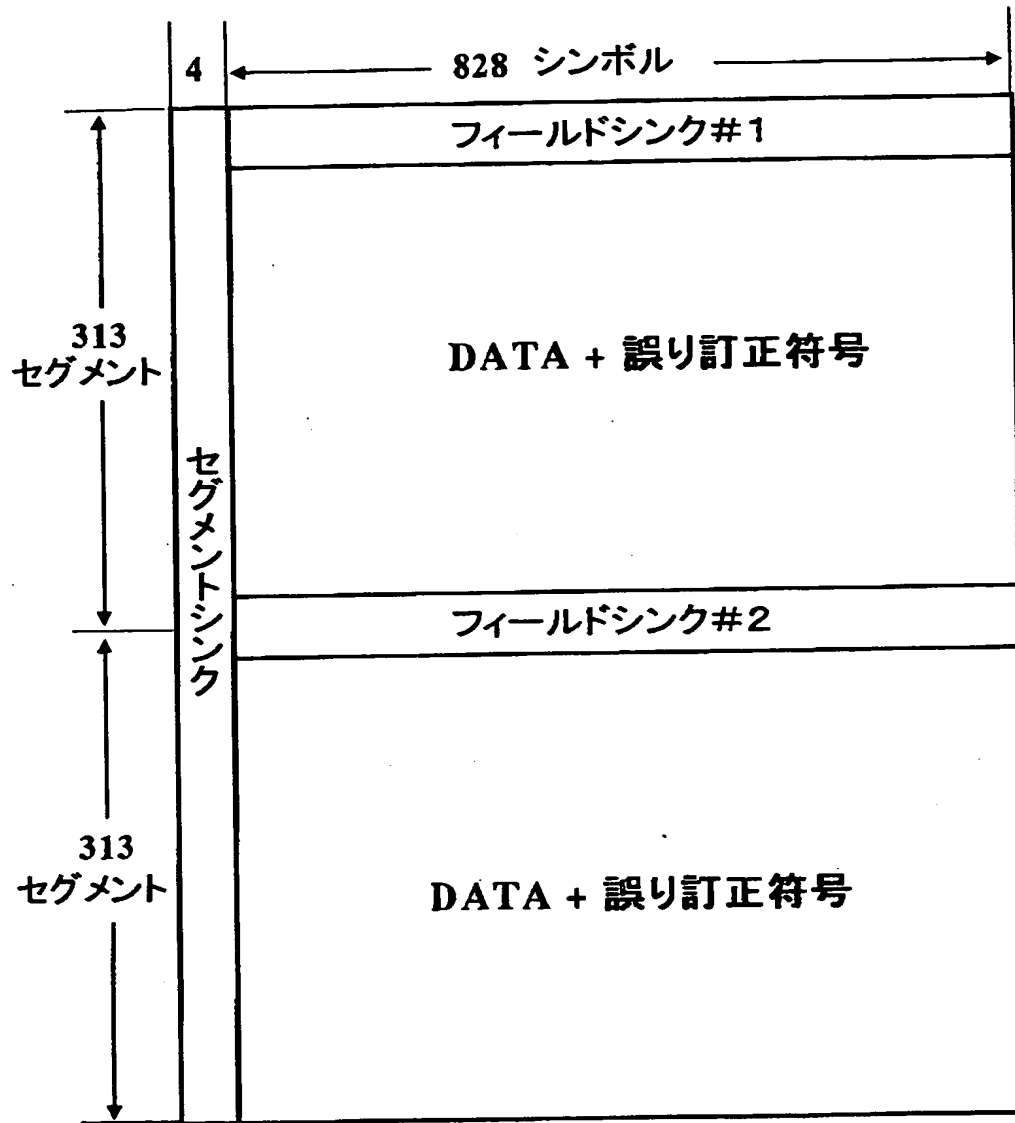 4
828 シンボル
フィールドシンク#1
313
セグメント
DATA + 誤り訂正符号
セグメントシンク
フィールドシンク#2
313
セグメント
DATA + 誤り訂正符号